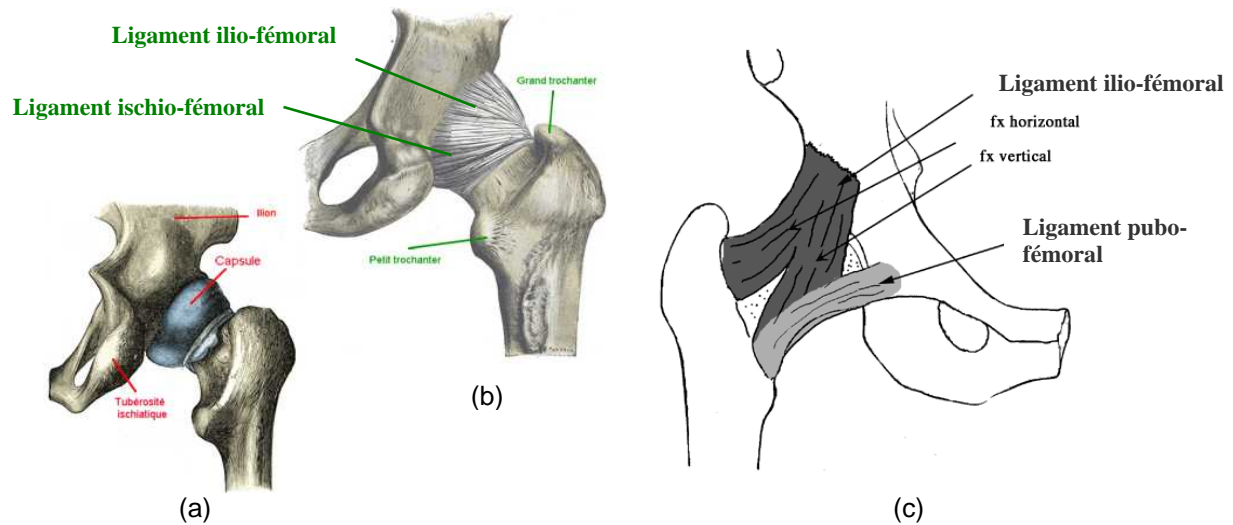 Ligament ilio-fémoral
Ligament ischio-fémoral
Grand trochanter
Petit trochanter
(b)
Ilion
Capsule
Tubérosité
ischiatique
(a)
Ligament ilio-fémoral
fx horizontal
fx vertical
Ligament pubo-
fémoral
(c)